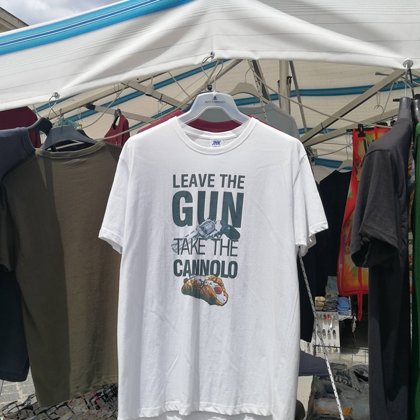 LEAVE THE
GUN
TAKE THE
CANNOLO